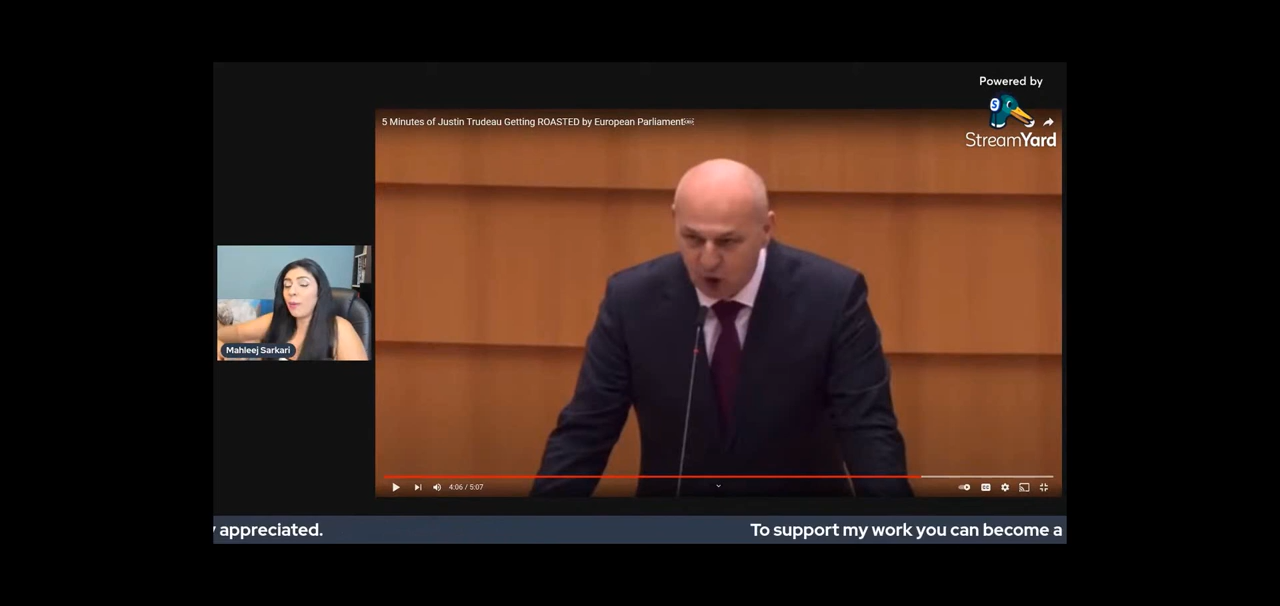 Powered by
StreamYard
5 Minutes of Justin Trudeau Getting ROASTED by European Parliament
Mahleej Sarkari
4:06 / 5:07
appreciated.
To support my work you can become a